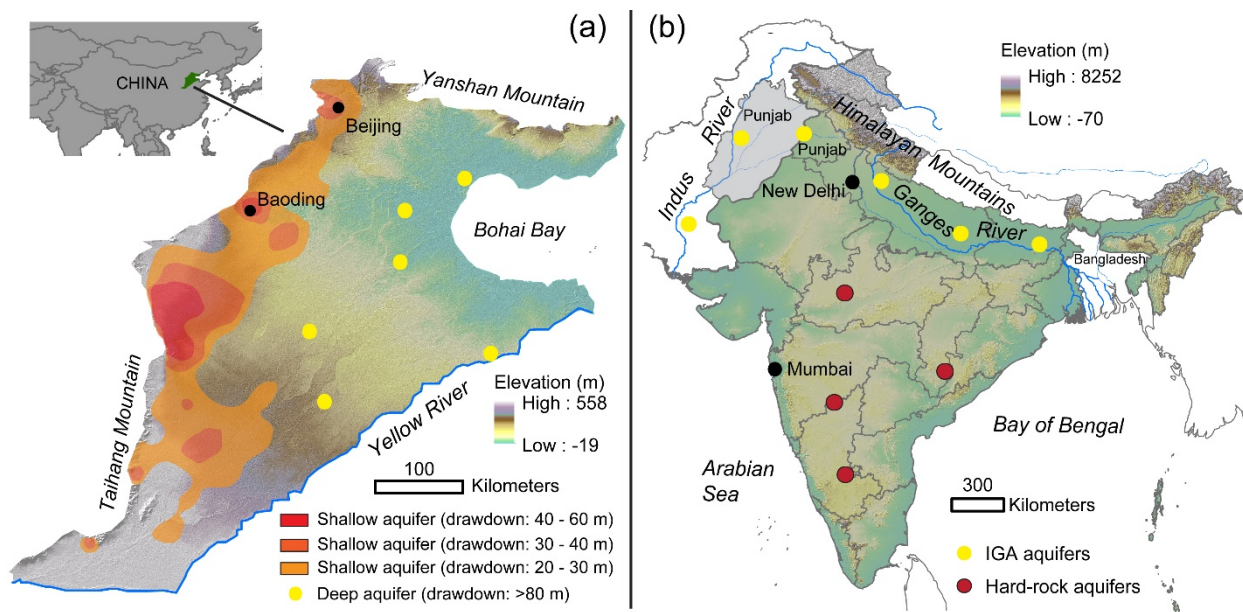 (a)
CHINA
Yanshan Mountain
Beijing
Baoding
Bohai Bay
Taihang Mountain
Yellow River
Elevation (m)
High : 558
Low : -19
100
Kilometers
Shallow aquifer (drawdown: 40 - 60 m)
Shallow aquifer (drawdown: 30 - 40 m)
Shallow aquifer (drawdown: 20 - 30 m)
Deep aquifer (drawdown: >80 m)
(b)
Elevation (m)
High : 8252
Low : -70
Indus River
Punjab
Punjab
Himalayan Mountains
New Delhi
Ganges River
Bangladesh
Mumbai
Arabian
Sea
Bay of Bengal
300
Kilometers
IGA aquifers
Hard-rock aquifers